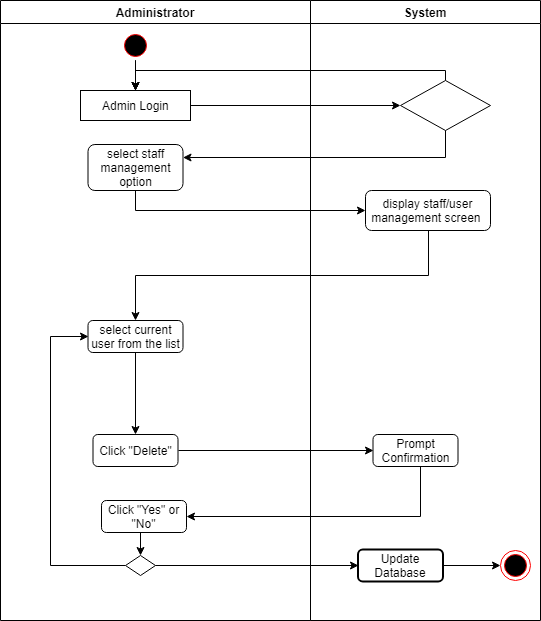 Administrator
System
Admin Login
select staff
management
option
display staff/user
management screen
select current
user from the list
Click "Delete"
Prompt
Confirmation
Click "Yes" or
"No"
Update
Database